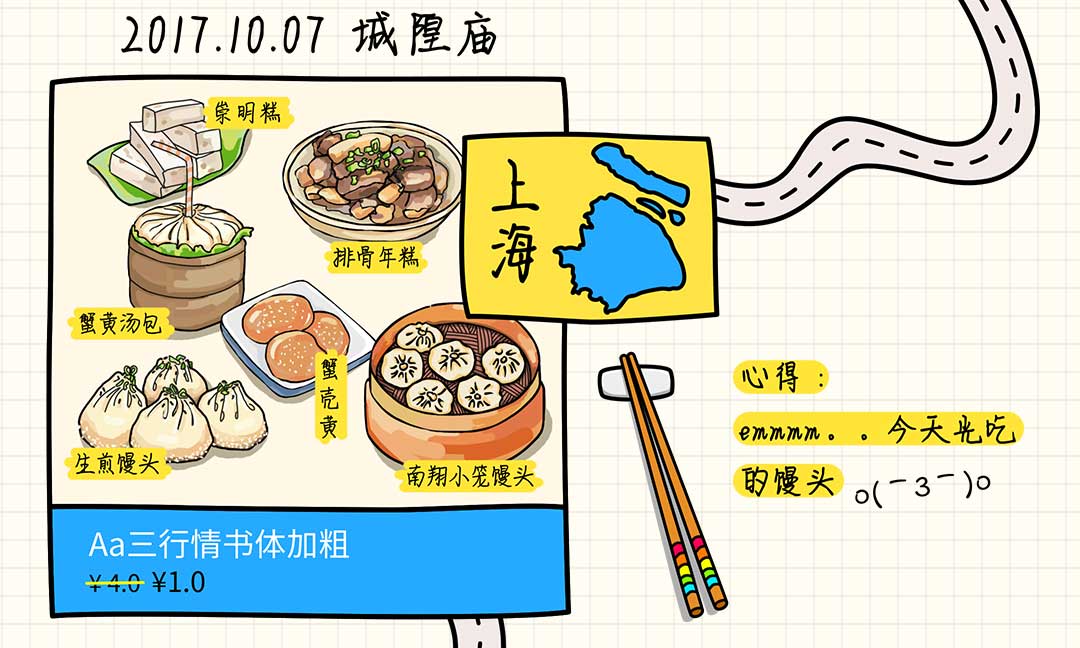 2017.10.07 城隍庙
崇明糕
排骨年糕
蟹黄汤包
蟹壳黄
生煎馒头
南翔小笼馒头
上海
心得：
emmmm。。今天光吃
的馒头 o(￣3￣)o
Aa三行情书体加粗
¥4.0 ¥1.0